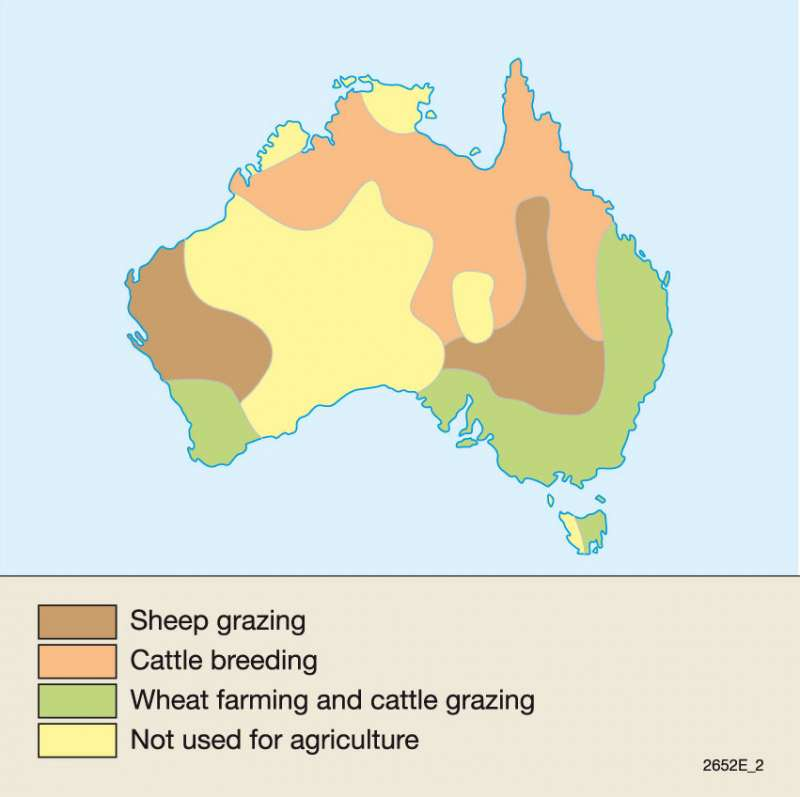 Sheep grazing
Cattle breeding
Wheat farming and cattle grazing
Not used for agriculture
2652E_2